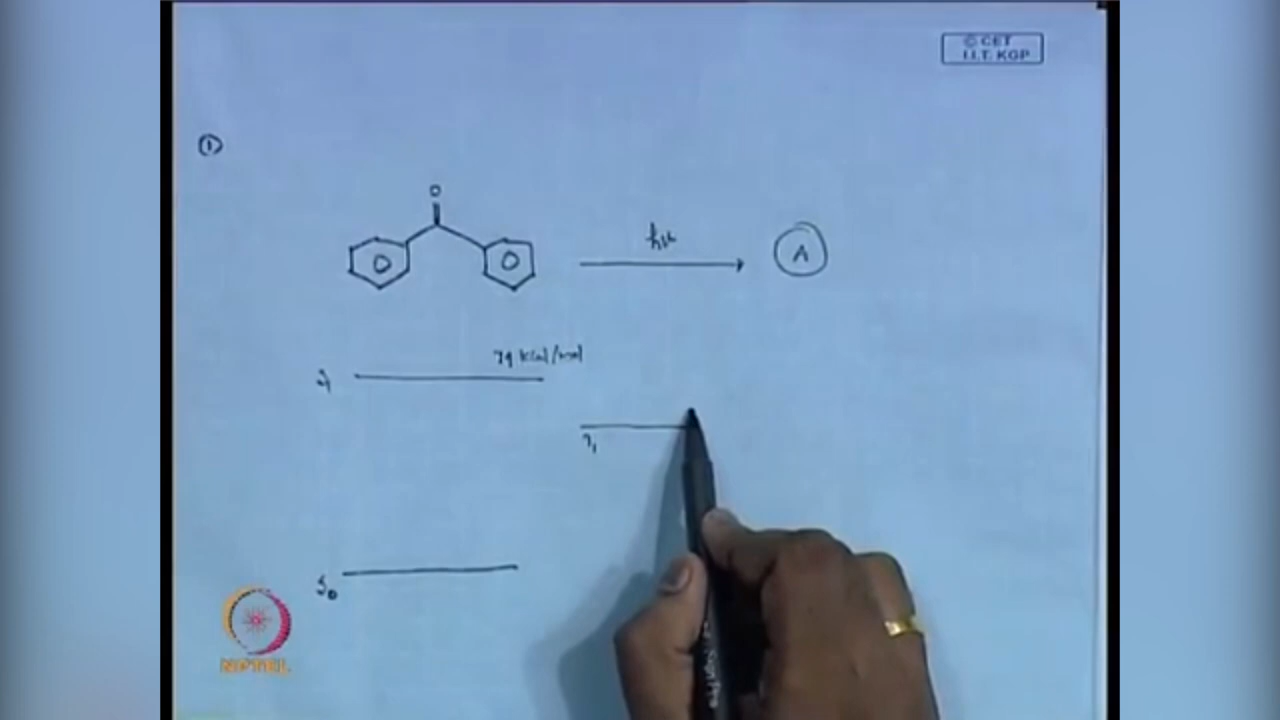 © CET
I.I.T. KGP
①
O
hν
A
74 kcal/mol
S₁
T₁
S₀
NPTEL